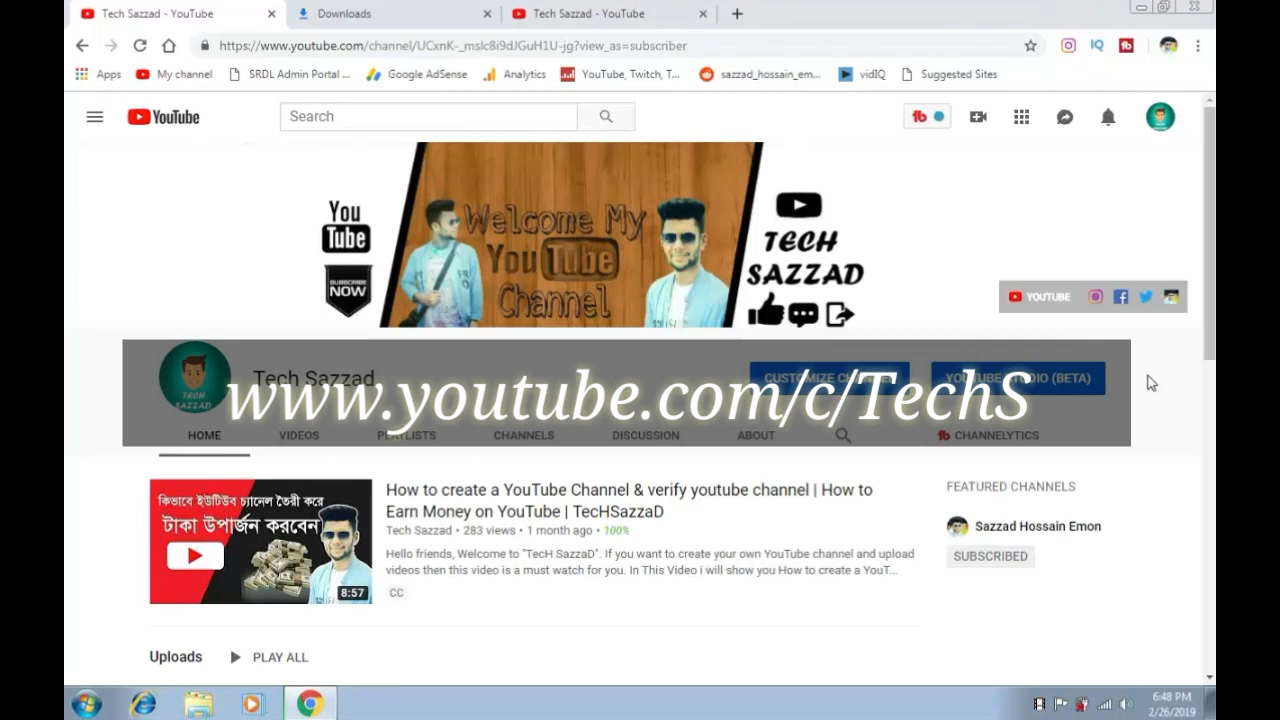 Tech Sazzad - YouTube
Downloads
Tech Sazzad - YouTube
https://www.youtube.com/channel/UCxnK-_mslc8i9dJGuH1U-jg?view_as=subscriber
Apps
My channel
SRDL Admin Portal ...
Google AdSense
Analytics
YouTube, Twitch, T...
sazzad_hossain_em...
vidIQ
Suggested Sites
YouTube
Search
You
Tube
SUBSCRIBE
NOW
Welcome My
YouTube
Channel
TECH
SAZZAD
YOUTUBE
Tech Sazzad
TECH
SAZZAD
YOUTUBE STUDIO (BETA)
www.youtube.com/c/TechS
HOME
VIDEOS
PLAYLISTS
CHANNELS
DISCUSSION
ABOUT
CHANNELYTICS
কিভাবে ইউটিউব চ্যানেল তৈরী করে
টাকা উপার্জন করবেন
8:57
How to create a YouTube Channel & verify youtube channel | How to
Earn Money on YouTube | TecHSazzaD
Tech Sazzad • 283 views • 1 month ago • 100%
Hello friends, Welcome to "TecH SazzaD". If you want to create your own YouTube channel and upload
videos then this video is a must watch for you. In This Video i will show you How to create a YouT...
CC
FEATURED CHANNELS
Sazzad Hossain Emon
SUBSCRIBED
Uploads
PLAY ALL
6:48 PM
2/26/2019